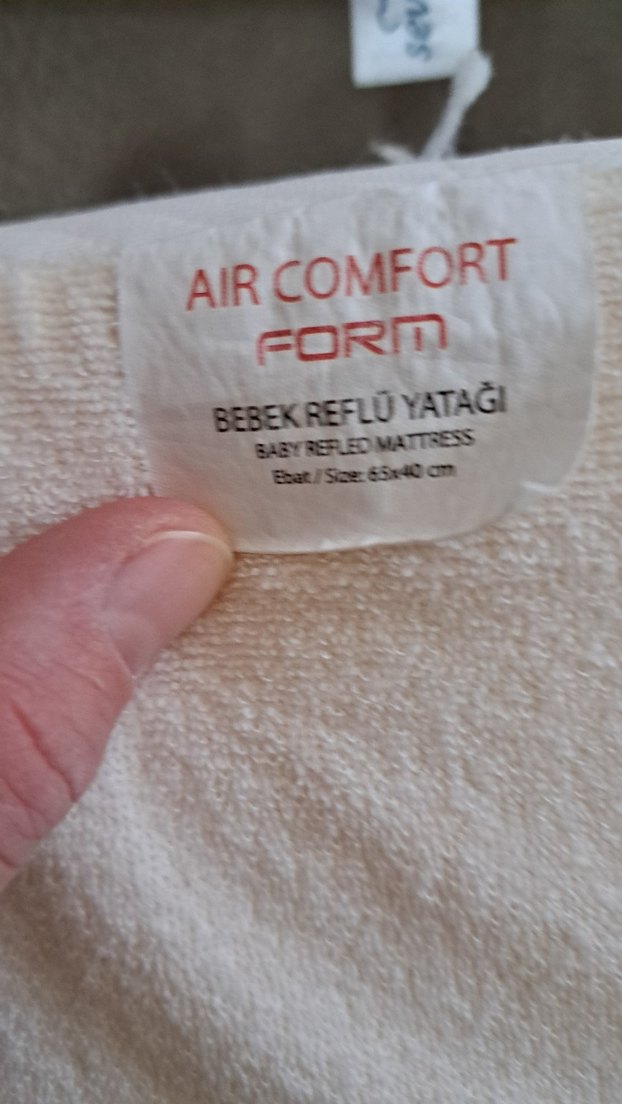 AIR COMFORT
FORM
BEBEK REFLÜ YATAĞI
BABY REFLED MATTRESS
Ebat / Size: 65x40 cm